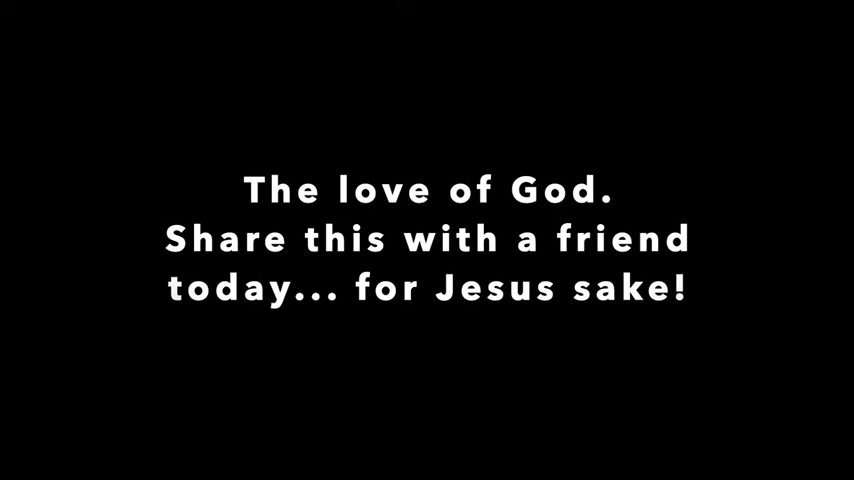 The love of God.
Share this with a friend
today... for Jesus sake!